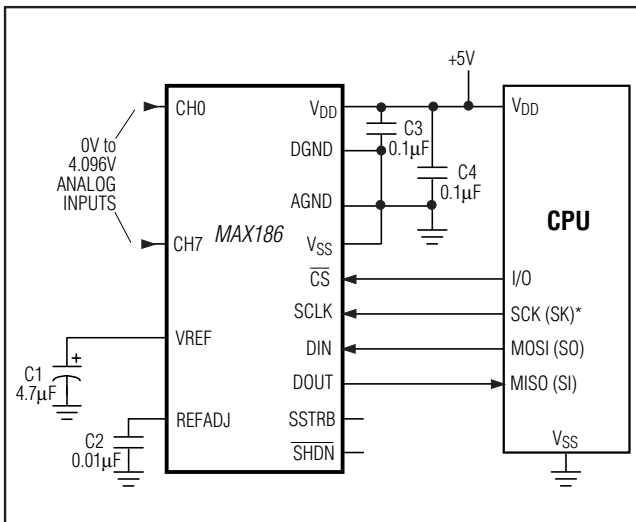 +5V
CH0
0V to
4.096V
ANALOG
INPUTS
CH7
VREF
C1
+
4.7µF
REFADJ
C2
0.01µF
MAX186
VDD
DGND
AGND
VSS
CS
SCLK
DIN
DOUT
SSTRB
SHDN
C3
0.1µF
C4
0.1µF
VDD
CPU
I/O
SCK (SK)*
MOSI (SO)
MISO (SI)
VSS